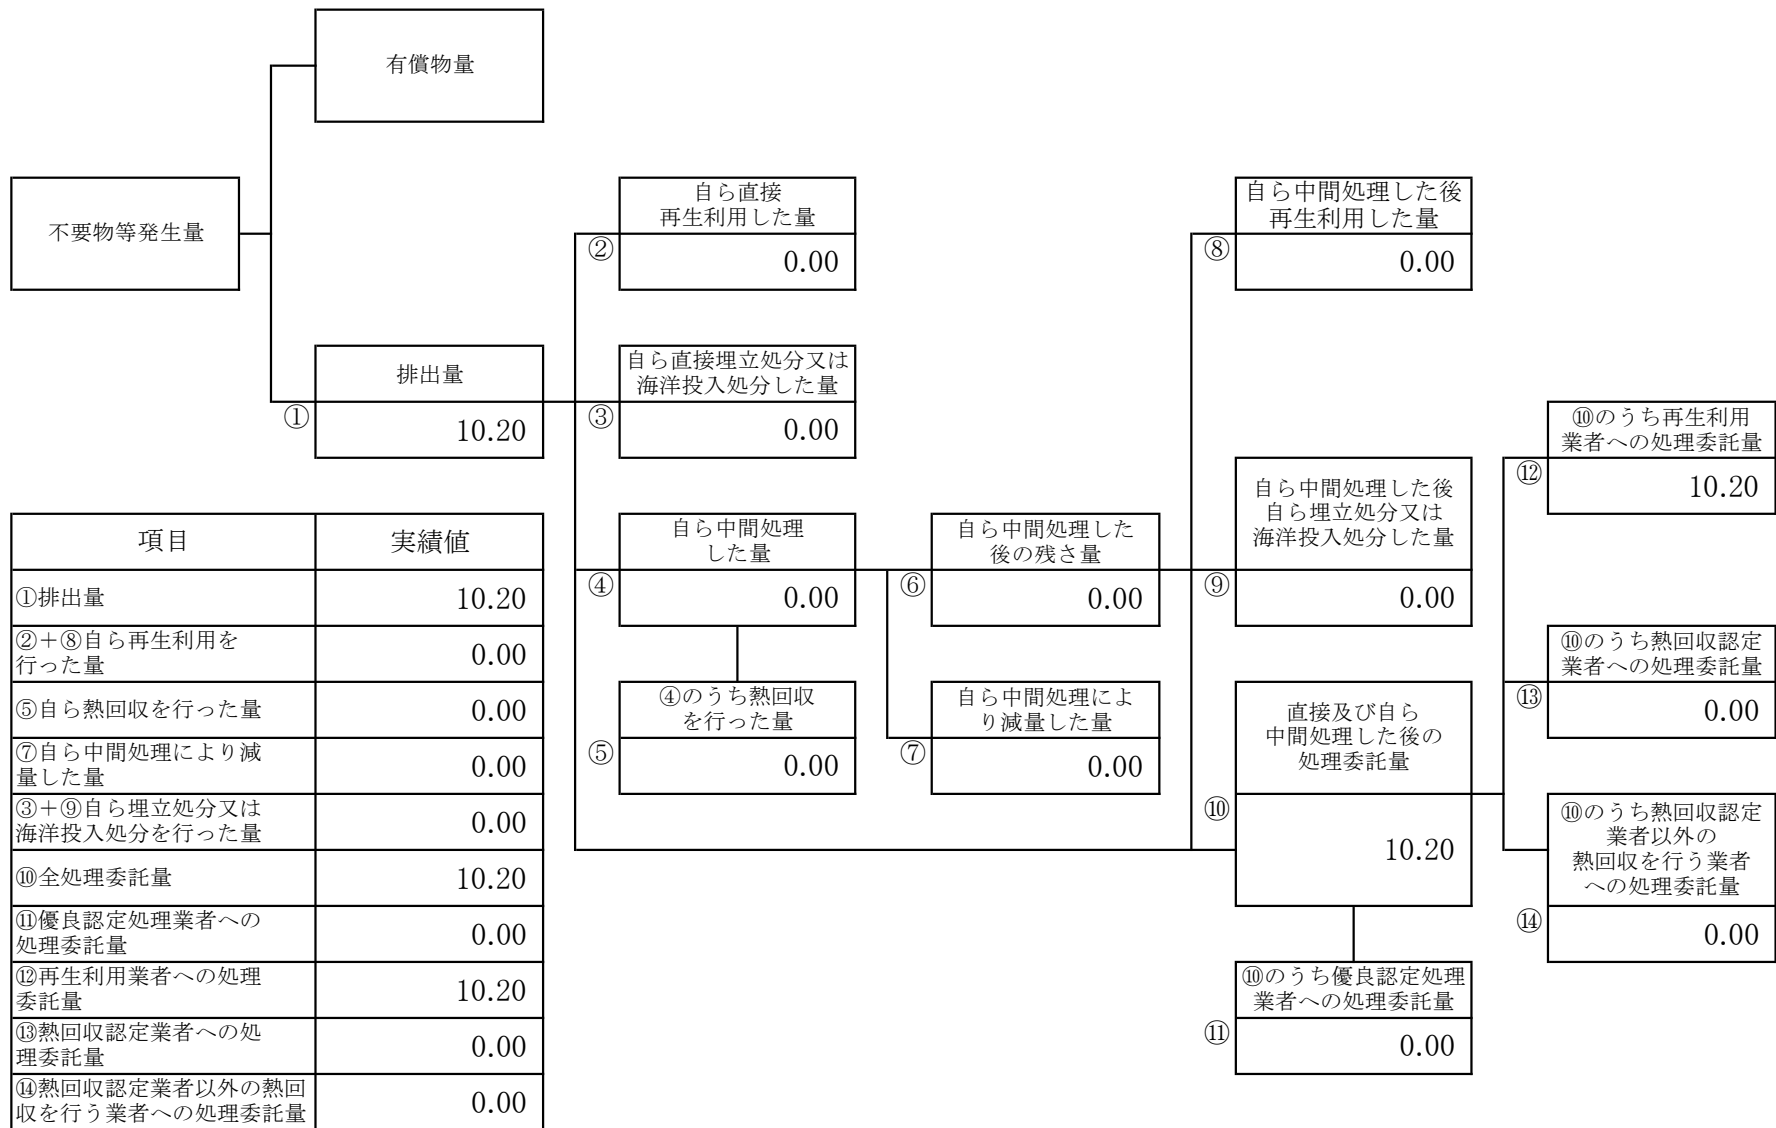 有償物量
不要物等発生量
自ら直接
再生利用した量
②
0.00
自ら中間処理した後
再生利用した量
⑧
0.00
排出量
①
10.20
自ら直接埋立処分又は
海洋投入処分した量
③
0.00
⑩のうち再生利用
業者への処理委託量
⑫
10.20
自ら中間処理
した量
④
0.00
自ら中間処理した
後の残さ量
⑥
0.00
自ら中間処理した後
自ら埋立処分又は
海洋投入処分した量
⑨
0.00
⑩のうち熱回収認定
業者への処理委託量
⑬
0.00
④のうち熱回収
を行った量
⑤
0.00
自ら中間処理によ
り減量した量
⑦
0.00
直接及び自ら
中間処理した後の
処理委託量
⑩
10.20
⑩のうち熱回収認定
業者以外の
熱回収を行う業者
への処理委託量
⑭
0.00
⑩のうち優良認定処理
業者への処理委託量
⑪
0.00
項目 実績値
①排出量 10.20
②+⑧自ら再生利用を
行った量 0.00
⑤自ら熱回収を行った量 0.00
⑦自ら中間処理により減
量した量 0.00
③+⑨自ら埋立処分又は
海洋投入処分を行った量 0.00
⑩全処理委託量 10.20
⑪優良認定処理業者への
処理委託量 0.00
⑫再生利用業者への処理
委託量 10.20
⑬熱回収認定業者への処
理委託量 0.00
⑭熱回収認定業者以外の熱回
収を行う業者への処理委託量 0.00